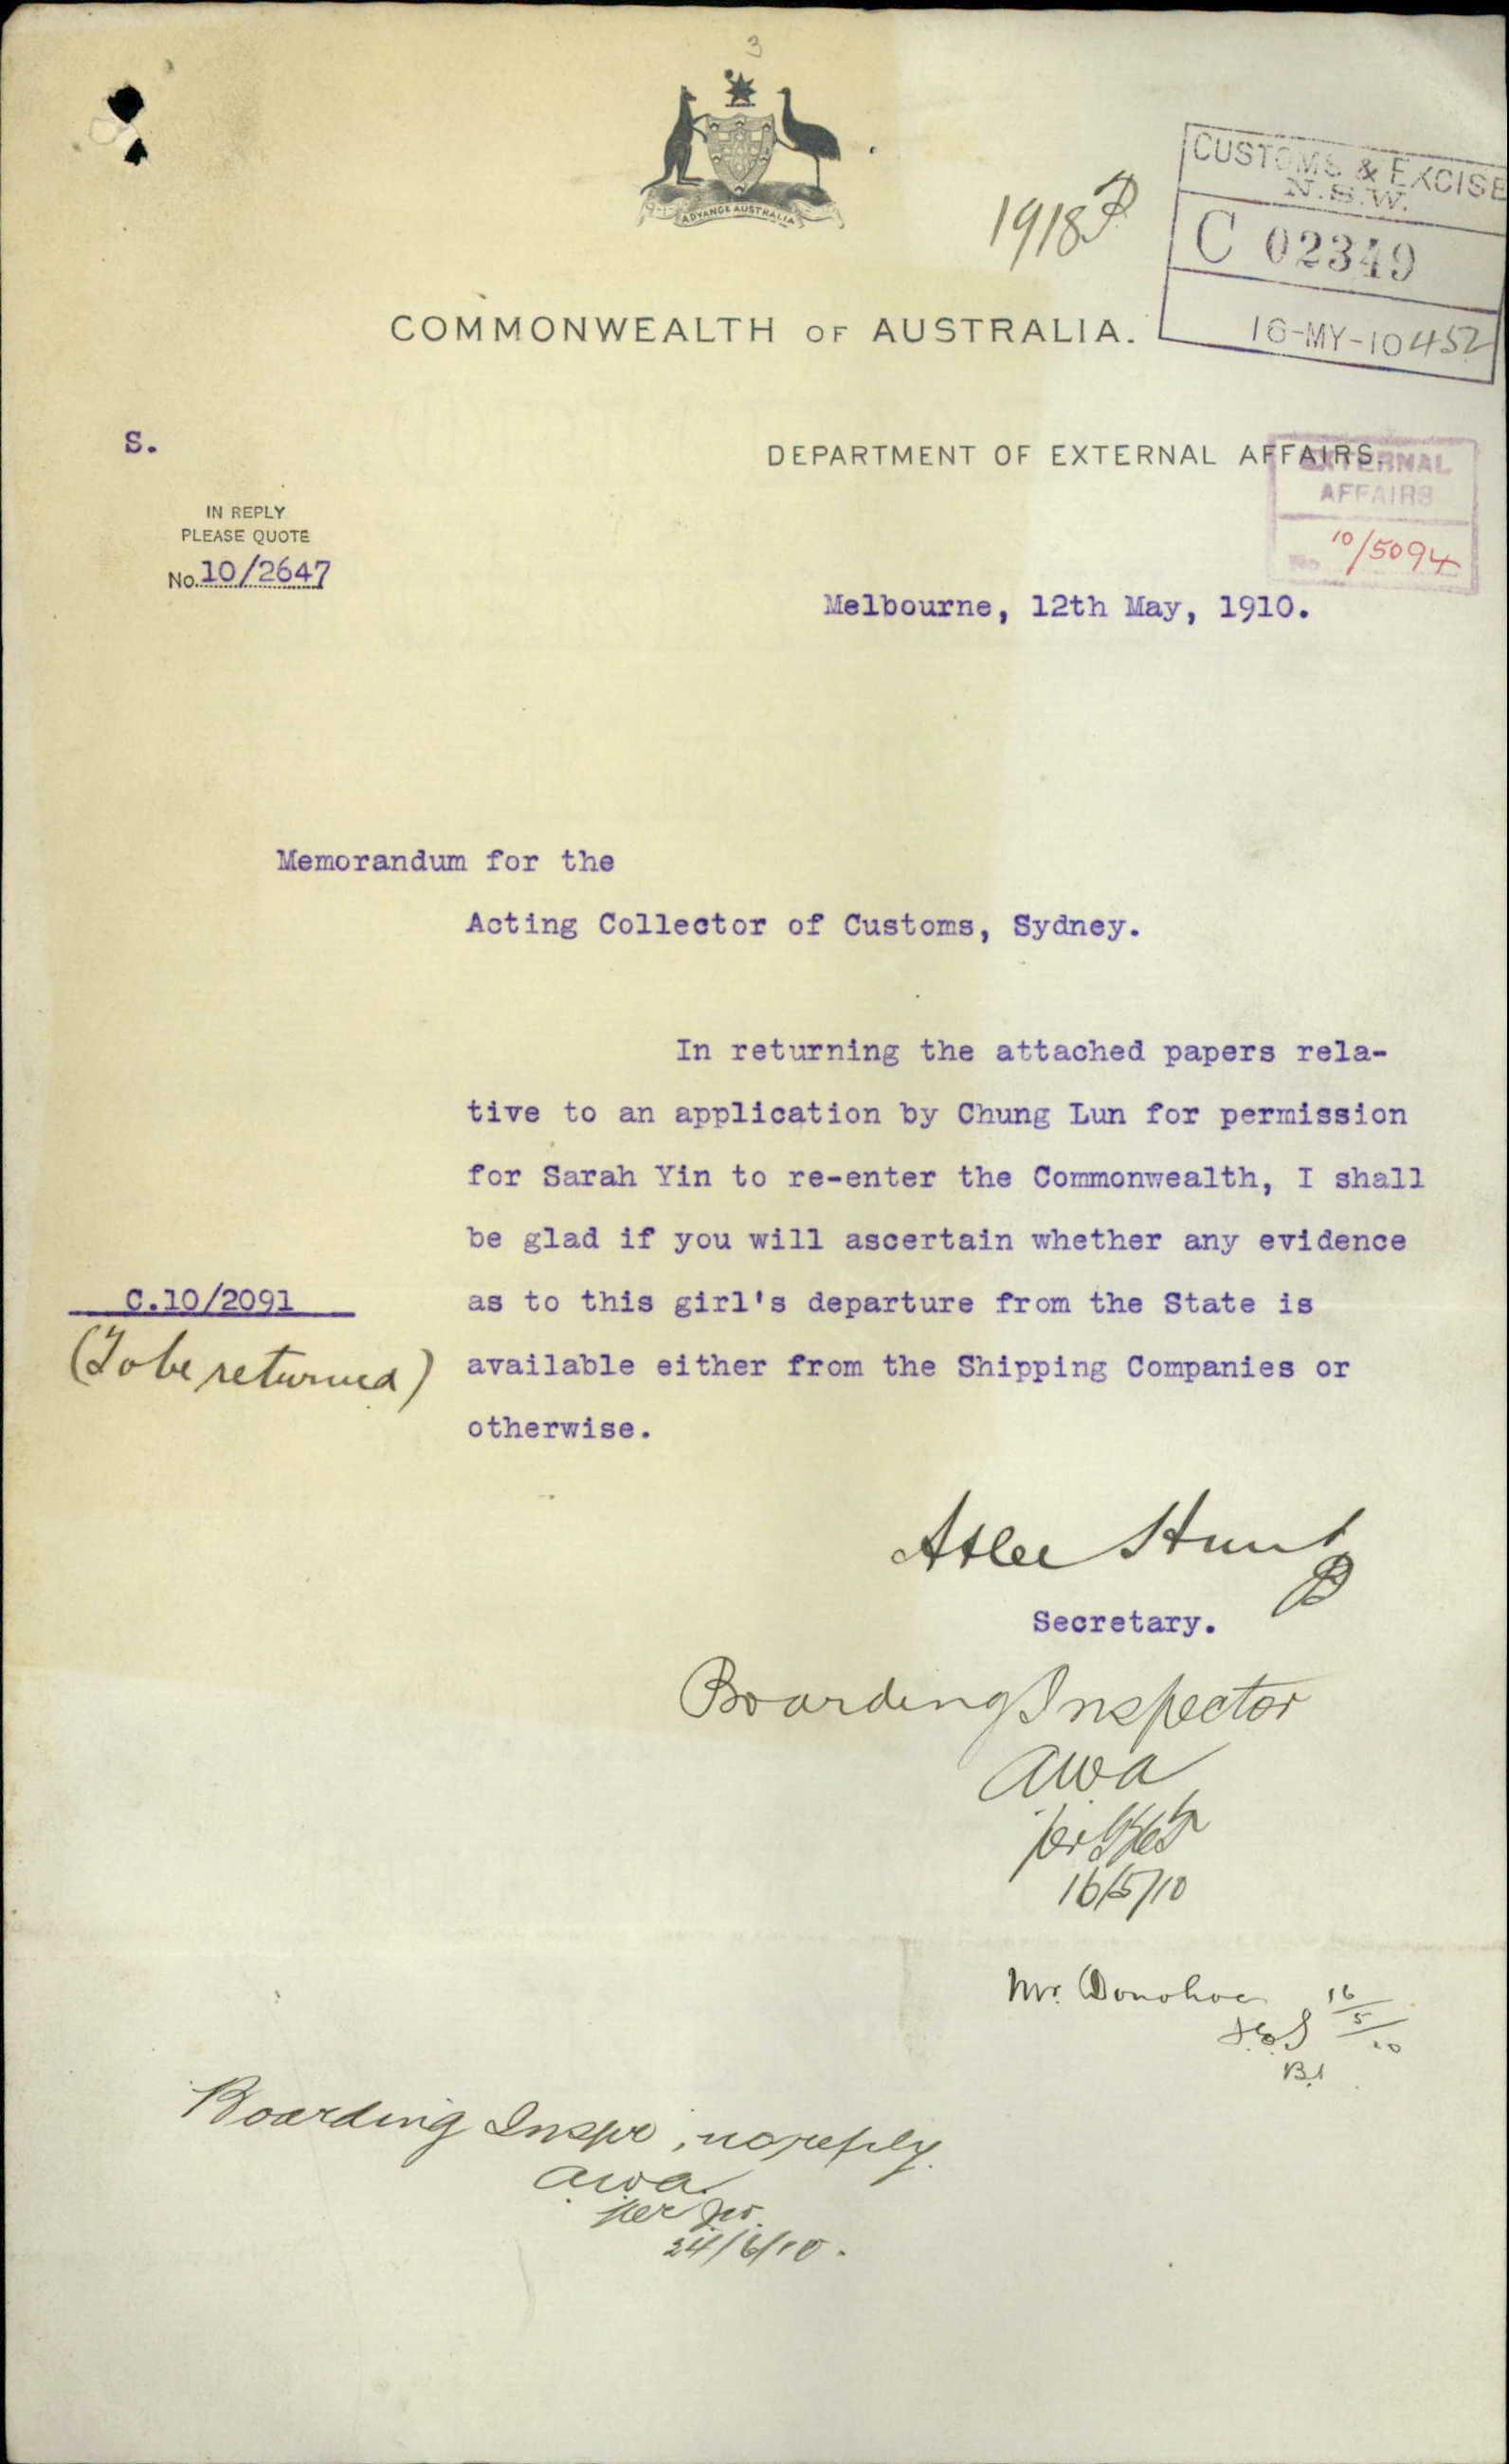 3
ADVANCE AUSTRALIA
1918
CUSTOMS & EXCISE
N.S.W.
C 02349
16-MY-10 452
COMMONWEALTH OF AUSTRALIA.
S.
DEPARTMENT OF EXTERNAL AFFAIRS.
EXTERNAL
AFFAIRS
No 10/5094
IN REPLY
PLEASE QUOTE
No. 10/2647
Melbourne, 12th May, 1910.
Memorandum for the
Acting Collector of Customs, Sydney.
In returning the attached papers rela-
tive to an application by Chung Lun for permission
for Sarah Yin to re-enter the Commonwealth, I shall
be glad if you will ascertain whether any evidence
C.10/2091
as to this girl's departure from the State is
(To be returned)
available either from the Shipping Companies or
otherwise.
Atlee Hunt
Secretary.
Boarding Inspector
AWA
per
16/5/10
Mr. Donohoe
16/5/10
B.I
Boarding Inspr, no reply.
AWA
per
24/6/10.